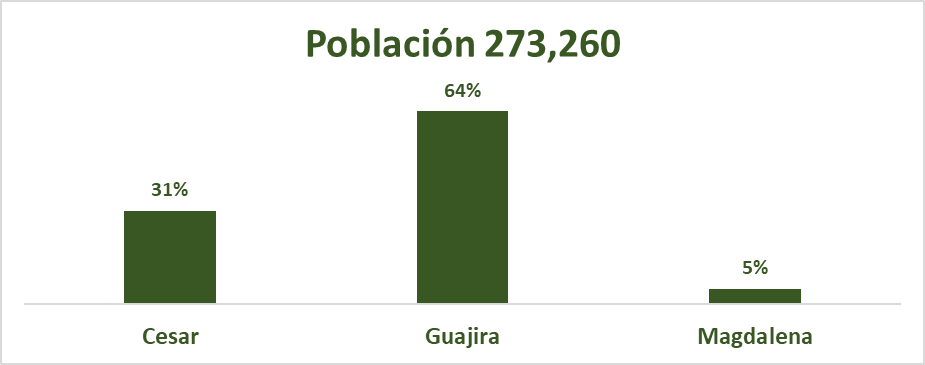 Población 273,260
64%
31%
5%
Cesar Guajira Magdalena